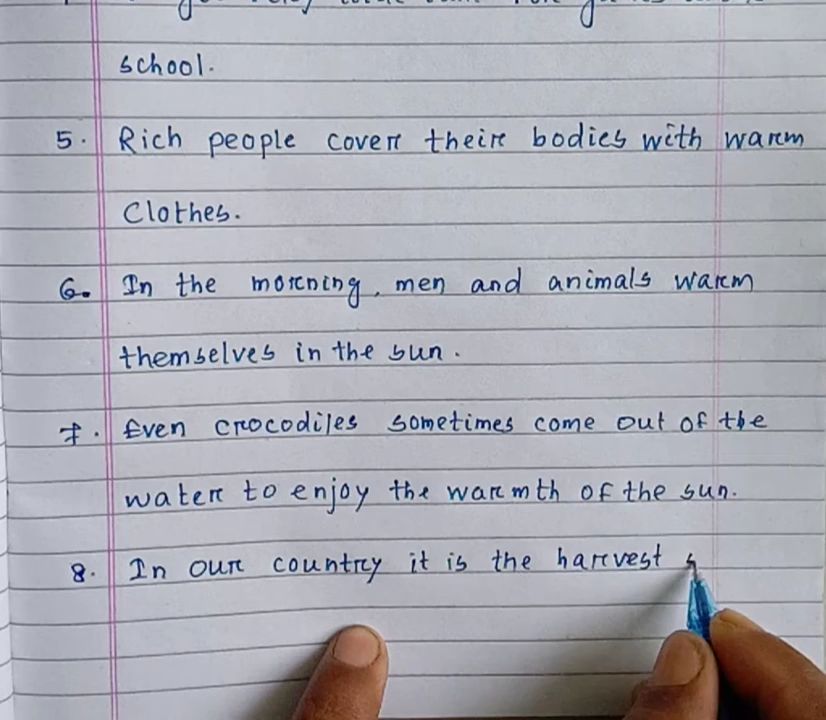 school.
5. Rich people cover their bodies with warm
Clothes.
6. In the morning, men and animals warm
themselves in the sun.
7. Even crocodiles sometimes come out of the
water to enjoy the warmth of the sun.
8. In our country it is the harvest s